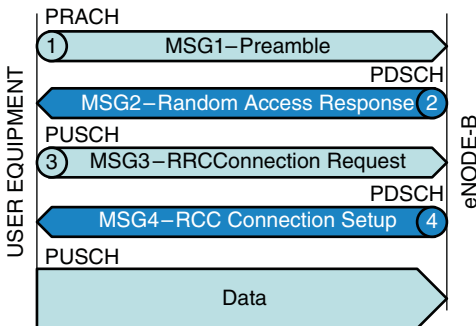 PRACH
1 MSG1–Preamble
PDSCH
MSG2–Random Access Response 2
PUSCH
3 MSG3–RRCConnection Request
PDSCH
MSG4–RCC Connection Setup 4
PUSCH
Data
USER EQUIPMENT
eNODE-B